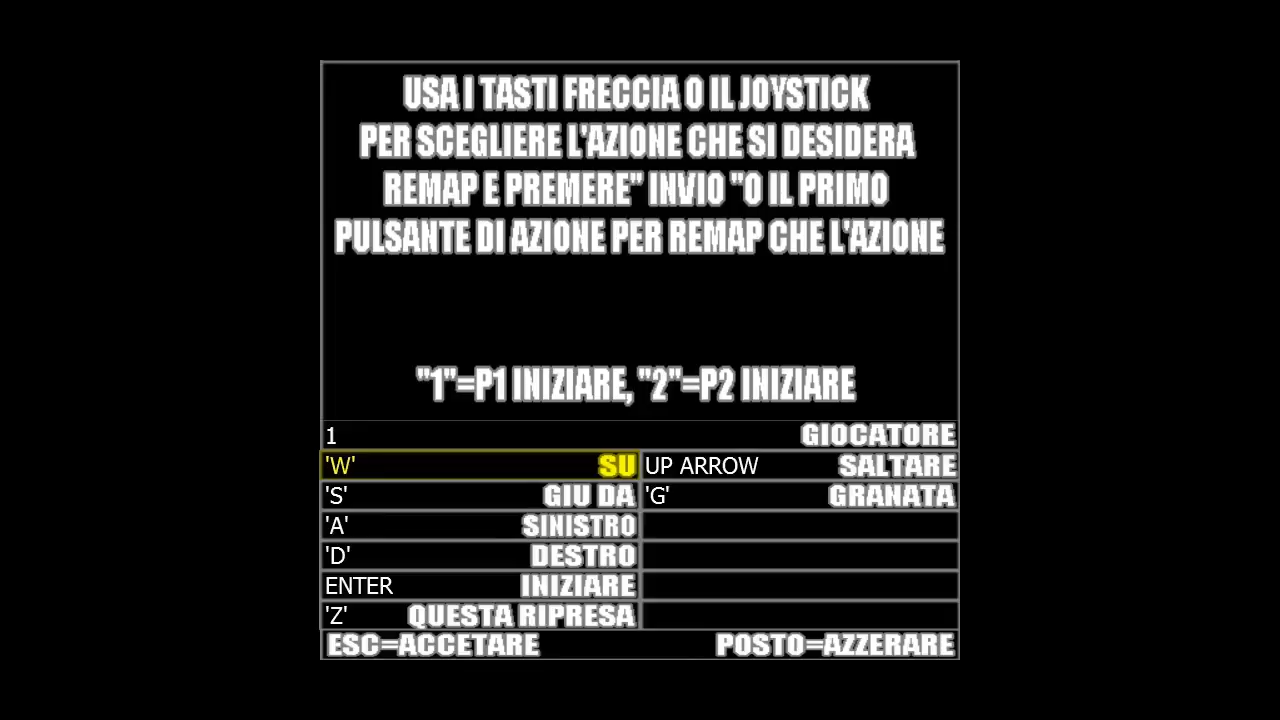 USA I TASTI FRECCIA O IL JOYSTICK
PER SCEGLIERE L'AZIONE CHE SI DESIDERA
REMAP E PREMERE" INVIO "O IL PRIMO
PULSANTE DI AZIONE PER REMAP CHE L'AZIONE
"1"=P1 INIZIARE, "2"=P2 INIZIARE
1 GIOCATORE
'W' SU UP ARROW SALTARE
'S' GIU DA 'G' GRANATA
'A' SINISTRO
'D' DESTRO
ENTER INIZIARE
'Z' QUESTA RIPRESA
ESC=ACCETARE POSTO=AZZERARE